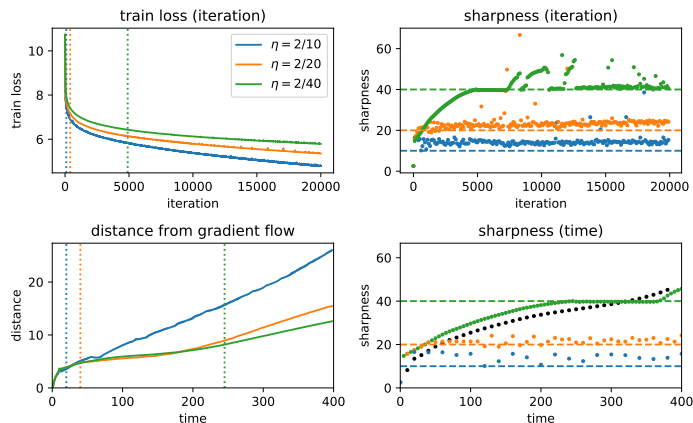 train loss (iteration)
train loss
10
8
6
η = 2/10
η = 2/20
η = 2/40
0 5000 10000 15000 20000
iteration
sharpness (iteration)
sharpness
60
40
20
0
0 5000 10000 15000 20000
iteration
distance from gradient flow
distance
20
10
0
0 100 200 300 400
time
sharpness (time)
sharpness
60
40
20
0
0 100 200 300 400
time